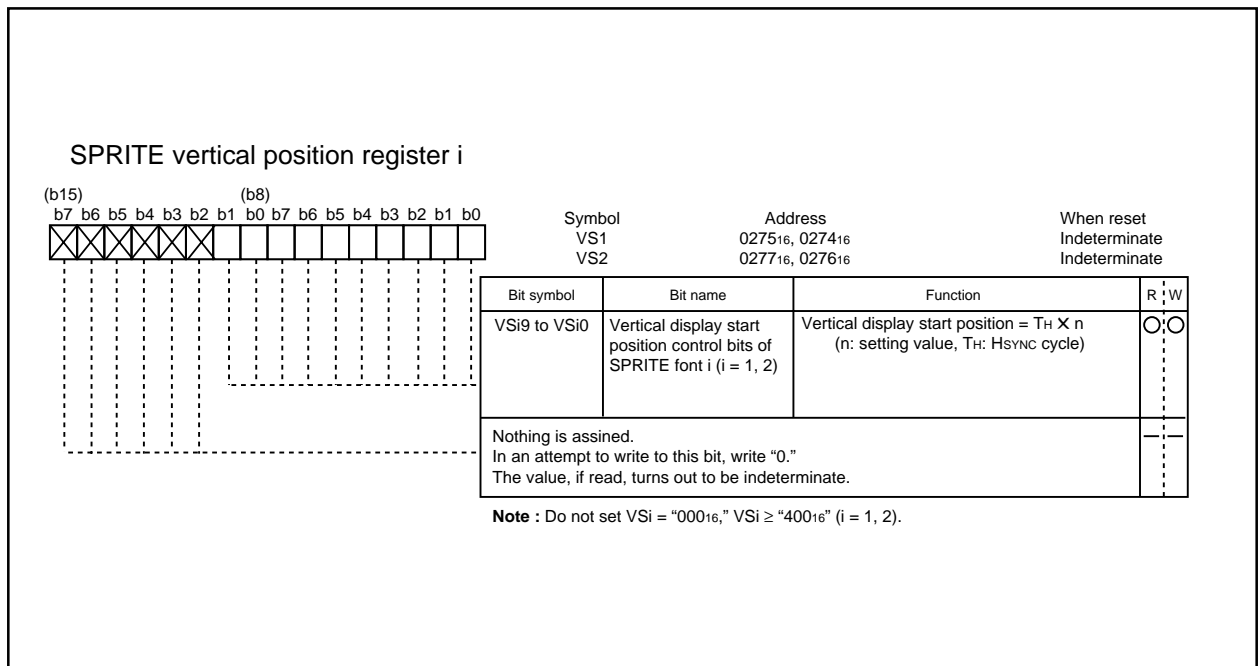 SPRITE vertical position register i
(b15) (b8)
b7 b6 b5 b4 b3 b2 b1 b0 b7 b6 b5 b4 b3 b2 b1 b0
Symbol Address When reset
VS1 027516, 027416 Indeterminate
VS2 027716, 027616 Indeterminate
Bit symbol Bit name Function R W
VSi9 to VSi0 Vertical display start Vertical display start position = TH X n
position control bits of (n: setting value, TH: HSYNC cycle)
SPRITE font i (i = 1, 2)
Nothing is assined.
In an attempt to write to this bit, write “0.”
The value, if read, turns out to be indeterminate.
Note : Do not set VSi = “00016,” VSi ≥ “40016” (i = 1, 2).